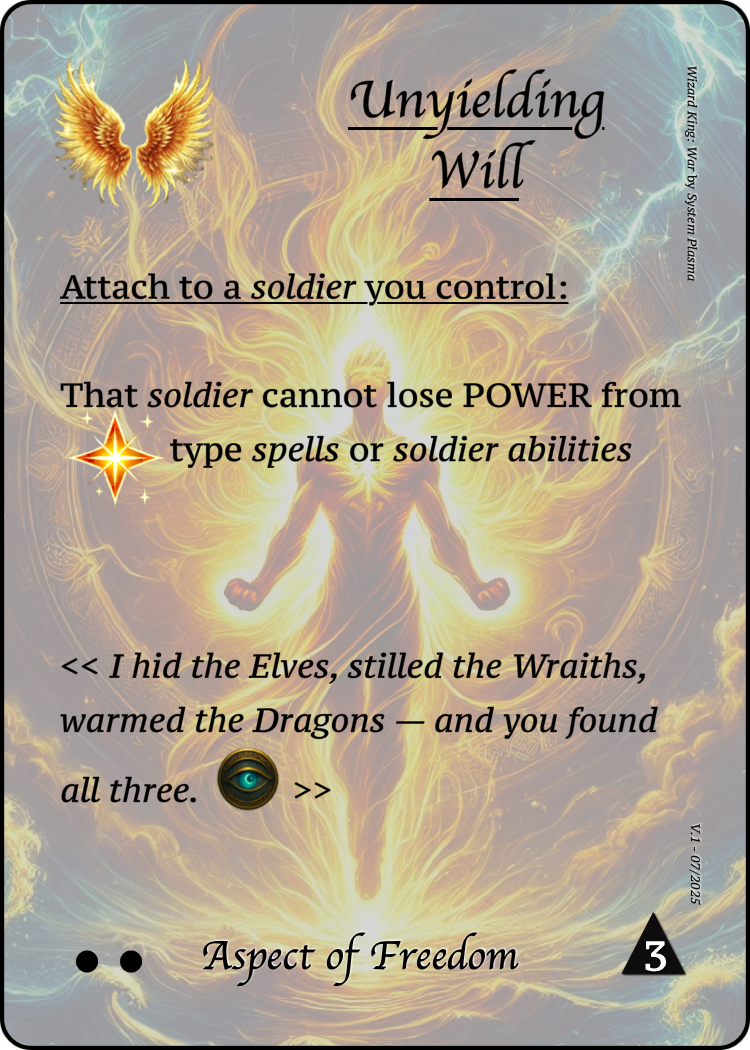 Unyielding
Will
Wizard King: War by System Plasma
Attach to a soldier you control:
That soldier cannot lose POWER from
type spells or soldier abilities
<< I hid the Elves, stilled the Wraiths,
warmed the Dragons — and you found
all three. >>
V.1 - 07/2025
Aspect of Freedom
3